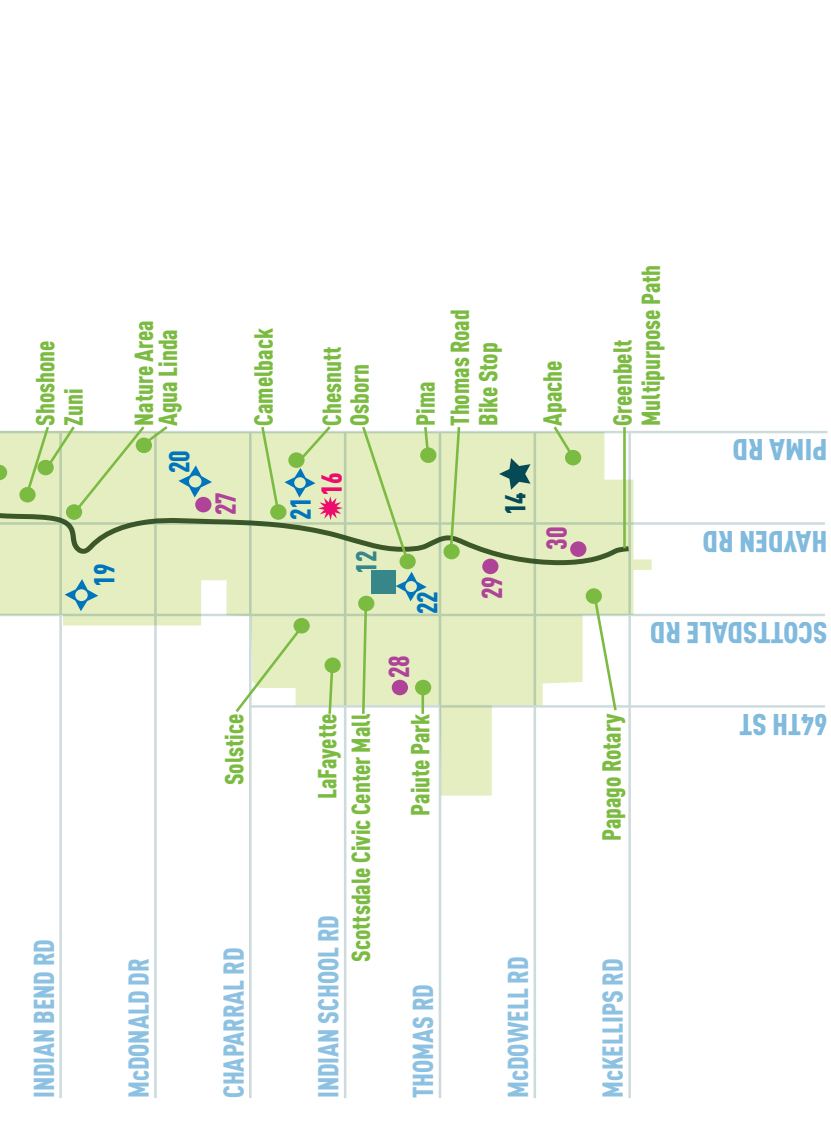 Shoshone
Zuni
Nature Area
Agua Linda
Camelback
Chesnutt
Osborn
Pima
Thomas Road
Bike Stop
Apache
Greenbelt
Multipurpose Path
PIMA RD
HAYDEN RD
SCOTTSDALE RD
64TH ST
20
27
21
16
14
19
12
22
29
30
28
Solstice
LaFayette
Scottsdale Civic Center Mall
Paiute Park
Papago Rotary
INDIAN BEND RD
McDONALD DR
CHAPARRAL RD
INDIAN SCHOOL RD
THOMAS RD
McDOWELL RD
McKELLIPS RD